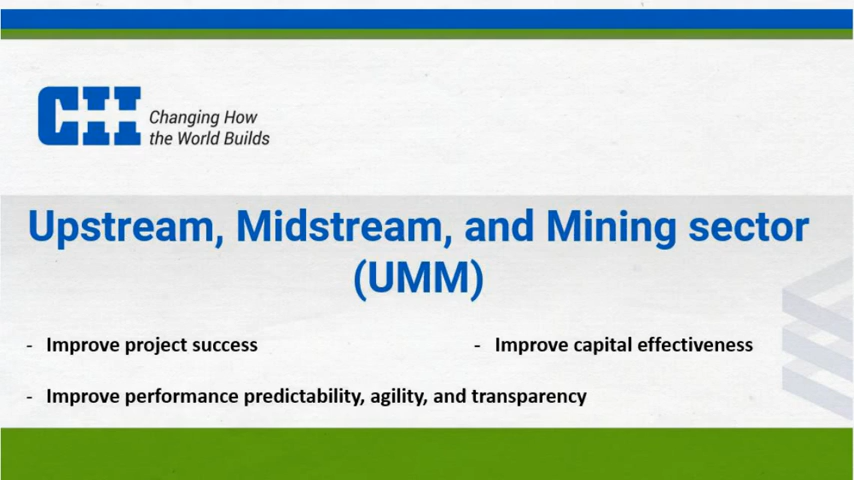 CII
Changing How
the World Builds
Upstream, Midstream, and Mining sector
(UMM)
- Improve project success
- Improve capital effectiveness
- Improve performance predictability, agility, and transparency